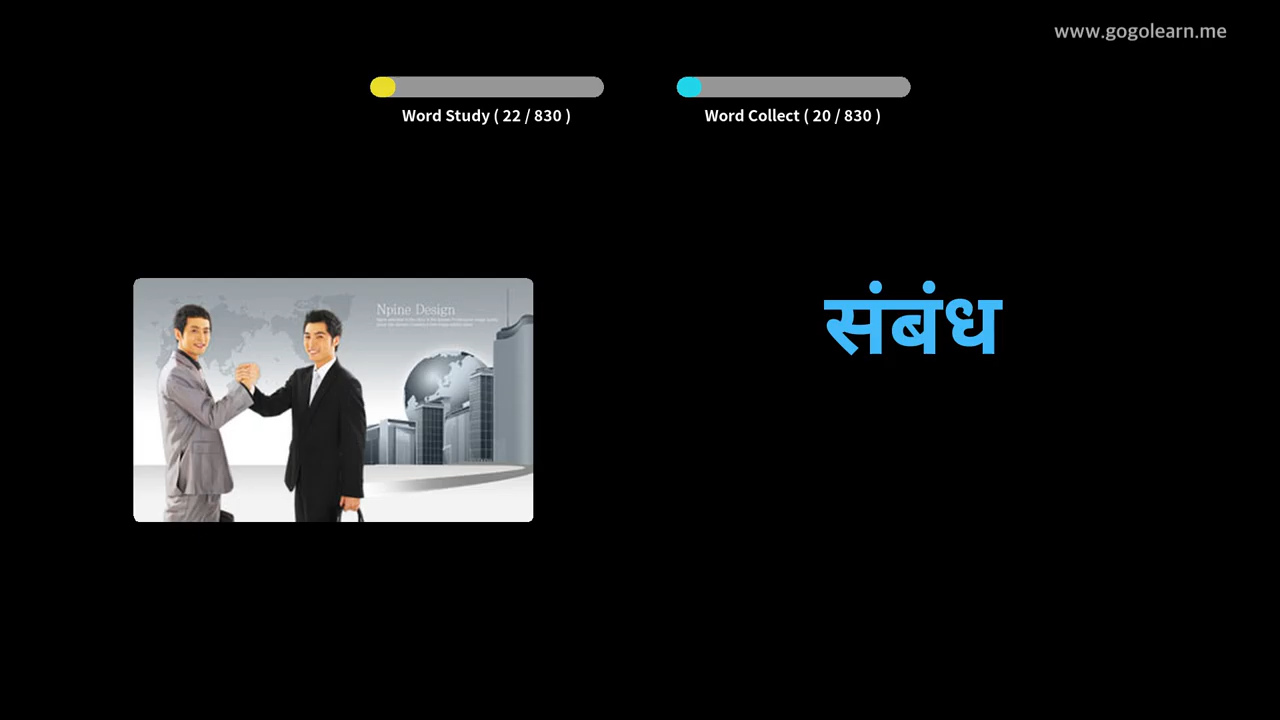 www.gogolearn.me
Word Study ( 22 / 830 )
Word Collect ( 20 / 830 )
Npine Design
संबंध